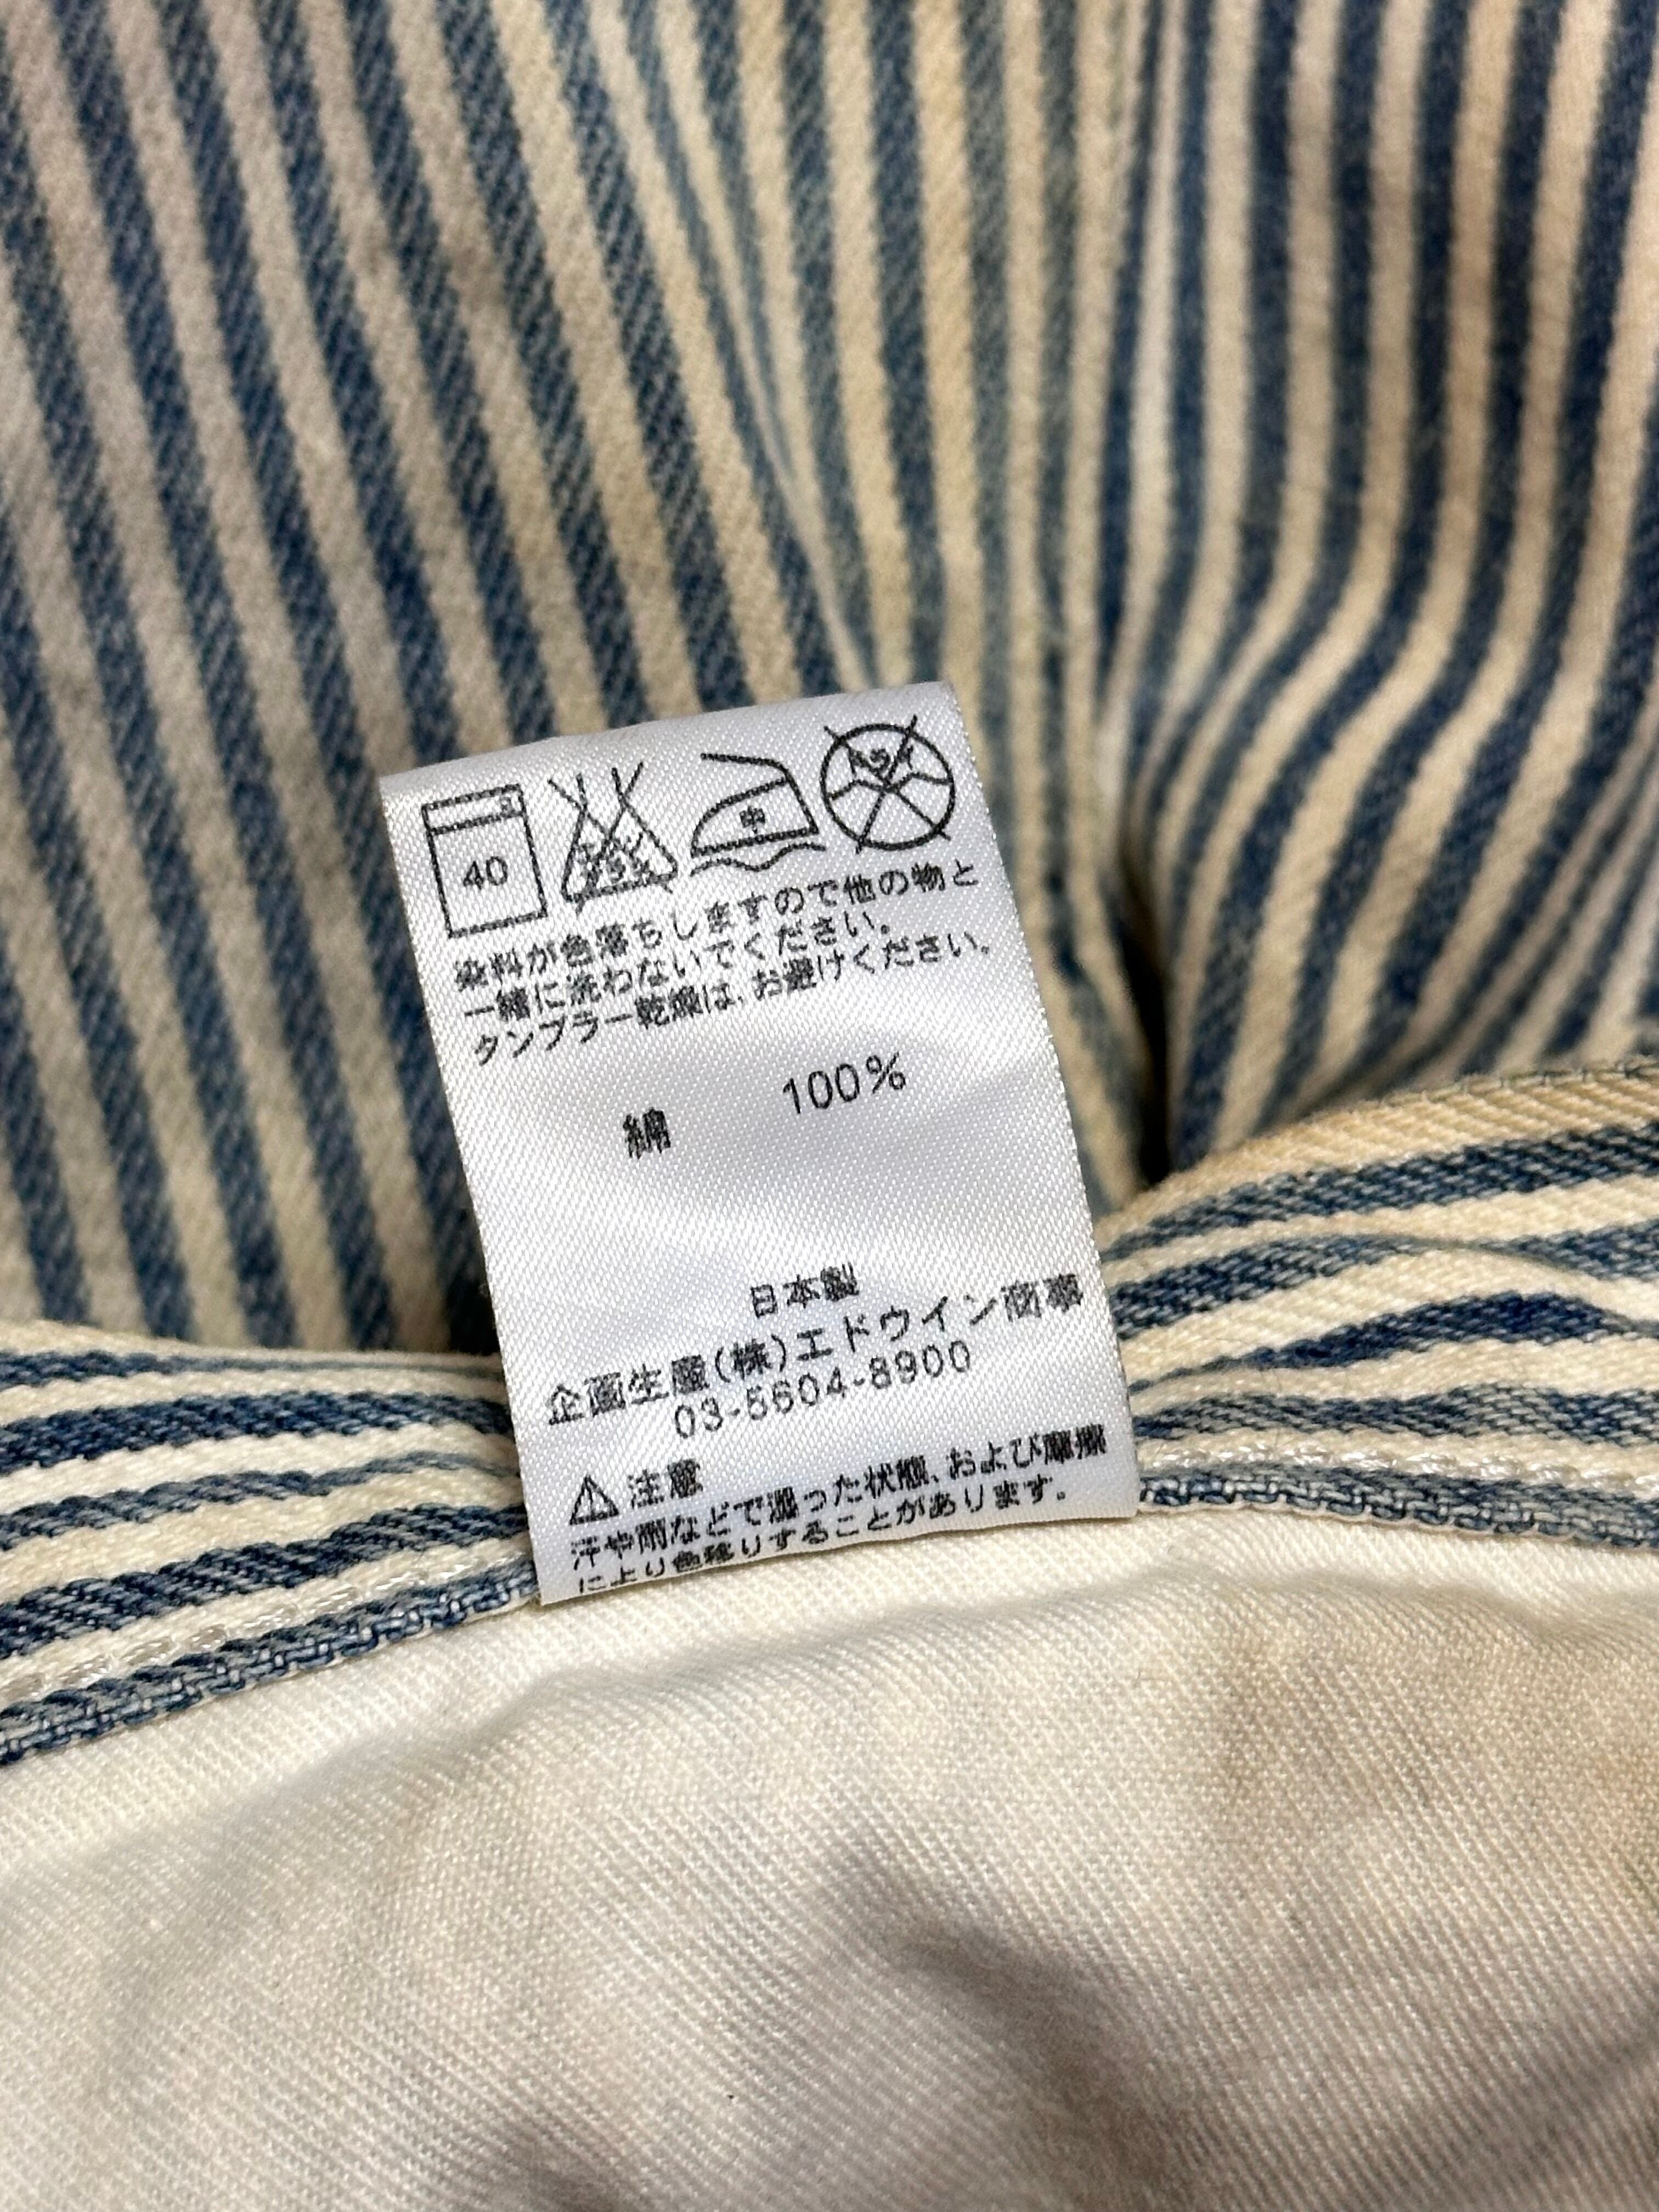 40
中
染料が色落ちしますので他の物と
一緒に洗わないでください。
タンブラー乾燥は、お避けください。
綿 100%
日本製
企画生産(株)エドウイン商事
03-5604-8900
注意
汗や雨などで湿った状態、および摩擦
により色移りすることがあります。